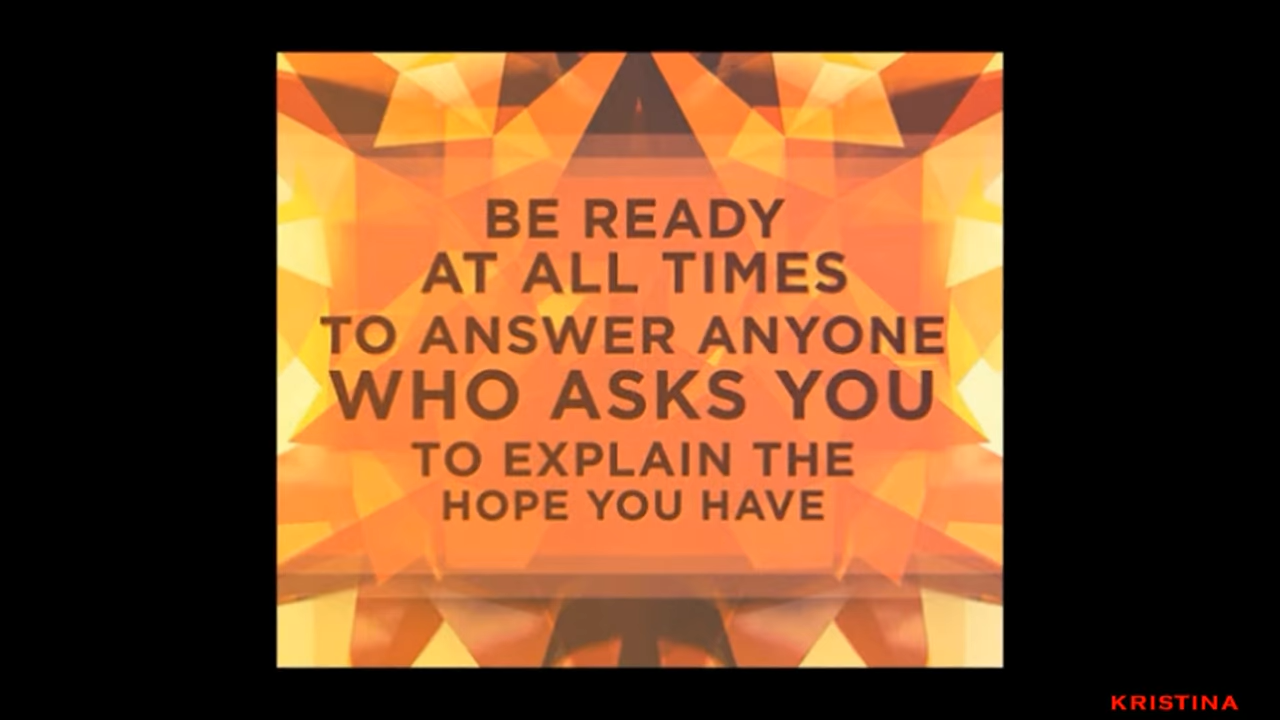 BE READY
AT ALL TIMES
TO ANSWER ANYONE
WHO ASKS YOU
TO EXPLAIN THE
HOPE YOU HAVE
KRISTINA